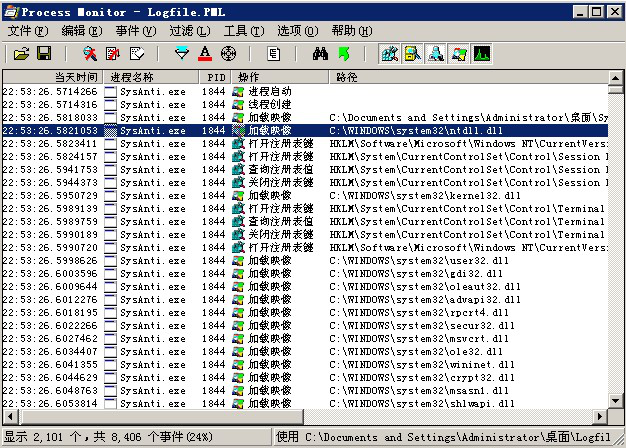 Process Monitor - Logfile.PML
文件(F) 编辑(E) 事件(V) 过滤(L) 工具(T) 选项(O) 帮助(H)
当天时间 进程名称 PID 操作 路径
22:53:26.5714266 SysAnti.exe 1844 进程启动
22:53:26.5714316 SysAnti.exe 1844 线程创建
22:53:26.5818033 SysAnti.exe 1844 加载映像 C:\Documents and Settings\Administrator\桌面\Sy
22:53:26.5821053 SysAnti.exe 1844 加载映像 C:\WINDOWS\system32\ntdll.dll
22:53:26.5823411 SysAnti.exe 1844 打开注册表键 HKLM\Software\Microsoft\Windows NT\CurrentVers
22:53:26.5824157 SysAnti.exe 1844 打开注册表键 HKLM\System\CurrentControlSet\Control\Session
22:53:26.5941753 SysAnti.exe 1844 查询注册表值 HKLM\System\CurrentControlSet\Control\Session
22:53:26.5944373 SysAnti.exe 1844 关闭注册表键 HKLM\System\CurrentControlSet\Control\Session
22:53:26.5950729 SysAnti.exe 1844 加载映像 C:\WINDOWS\system32\kernel32.dll
22:53:26.5989139 SysAnti.exe 1844 打开注册表键 HKLM\System\CurrentControlSet\Control\Terminal
22:53:26.5989759 SysAnti.exe 1844 查询注册表值 HKLM\System\CurrentControlSet\Control\Terminal
22:53:26.5990189 SysAnti.exe 1844 关闭注册表键 HKLM\System\CurrentControlSet\Control\Terminal
22:53:26.5990720 SysAnti.exe 1844 打开注册表键 HKLM\Software\Microsoft\Windows NT\CurrentVers
22:53:26.5998626 SysAnti.exe 1844 加载映像 C:\WINDOWS\system32\user32.dll
22:53:26.6003596 SysAnti.exe 1844 加载映像 C:\WINDOWS\system32\gdi32.dll
22:53:26.6009644 SysAnti.exe 1844 加载映像 C:\WINDOWS\system32\oleaut32.dll
22:53:26.6012276 SysAnti.exe 1844 加载映像 C:\WINDOWS\system32\advapi32.dll
22:53:26.6018195 SysAnti.exe 1844 加载映像 C:\WINDOWS\system32\rpcrt4.dll
22:53:26.6022266 SysAnti.exe 1844 加载映像 C:\WINDOWS\system32\secur32.dll
22:53:26.6027462 SysAnti.exe 1844 加载映像 C:\WINDOWS\system32\msvcrt.dll
22:53:26.6034407 SysAnti.exe 1844 加载映像 C:\WINDOWS\system32\ole32.dll
22:53:26.6041355 SysAnti.exe 1844 加载映像 C:\WINDOWS\system32\wininet.dll
22:53:26.6044629 SysAnti.exe 1844 加载映像 C:\WINDOWS\system32\crypt32.dll
22:53:26.6048763 SysAnti.exe 1844 加载映像 C:\WINDOWS\system32\msasn1.dll
22:53:26.6053814 SysAnti.exe 1844 加载映像 C:\WINDOWS\system32\shlwapi.dll
显示 2,101 个，共 8,406 个事件(24%) 使用 C:\Documents and Settings\Administrator\桌面\Logfil